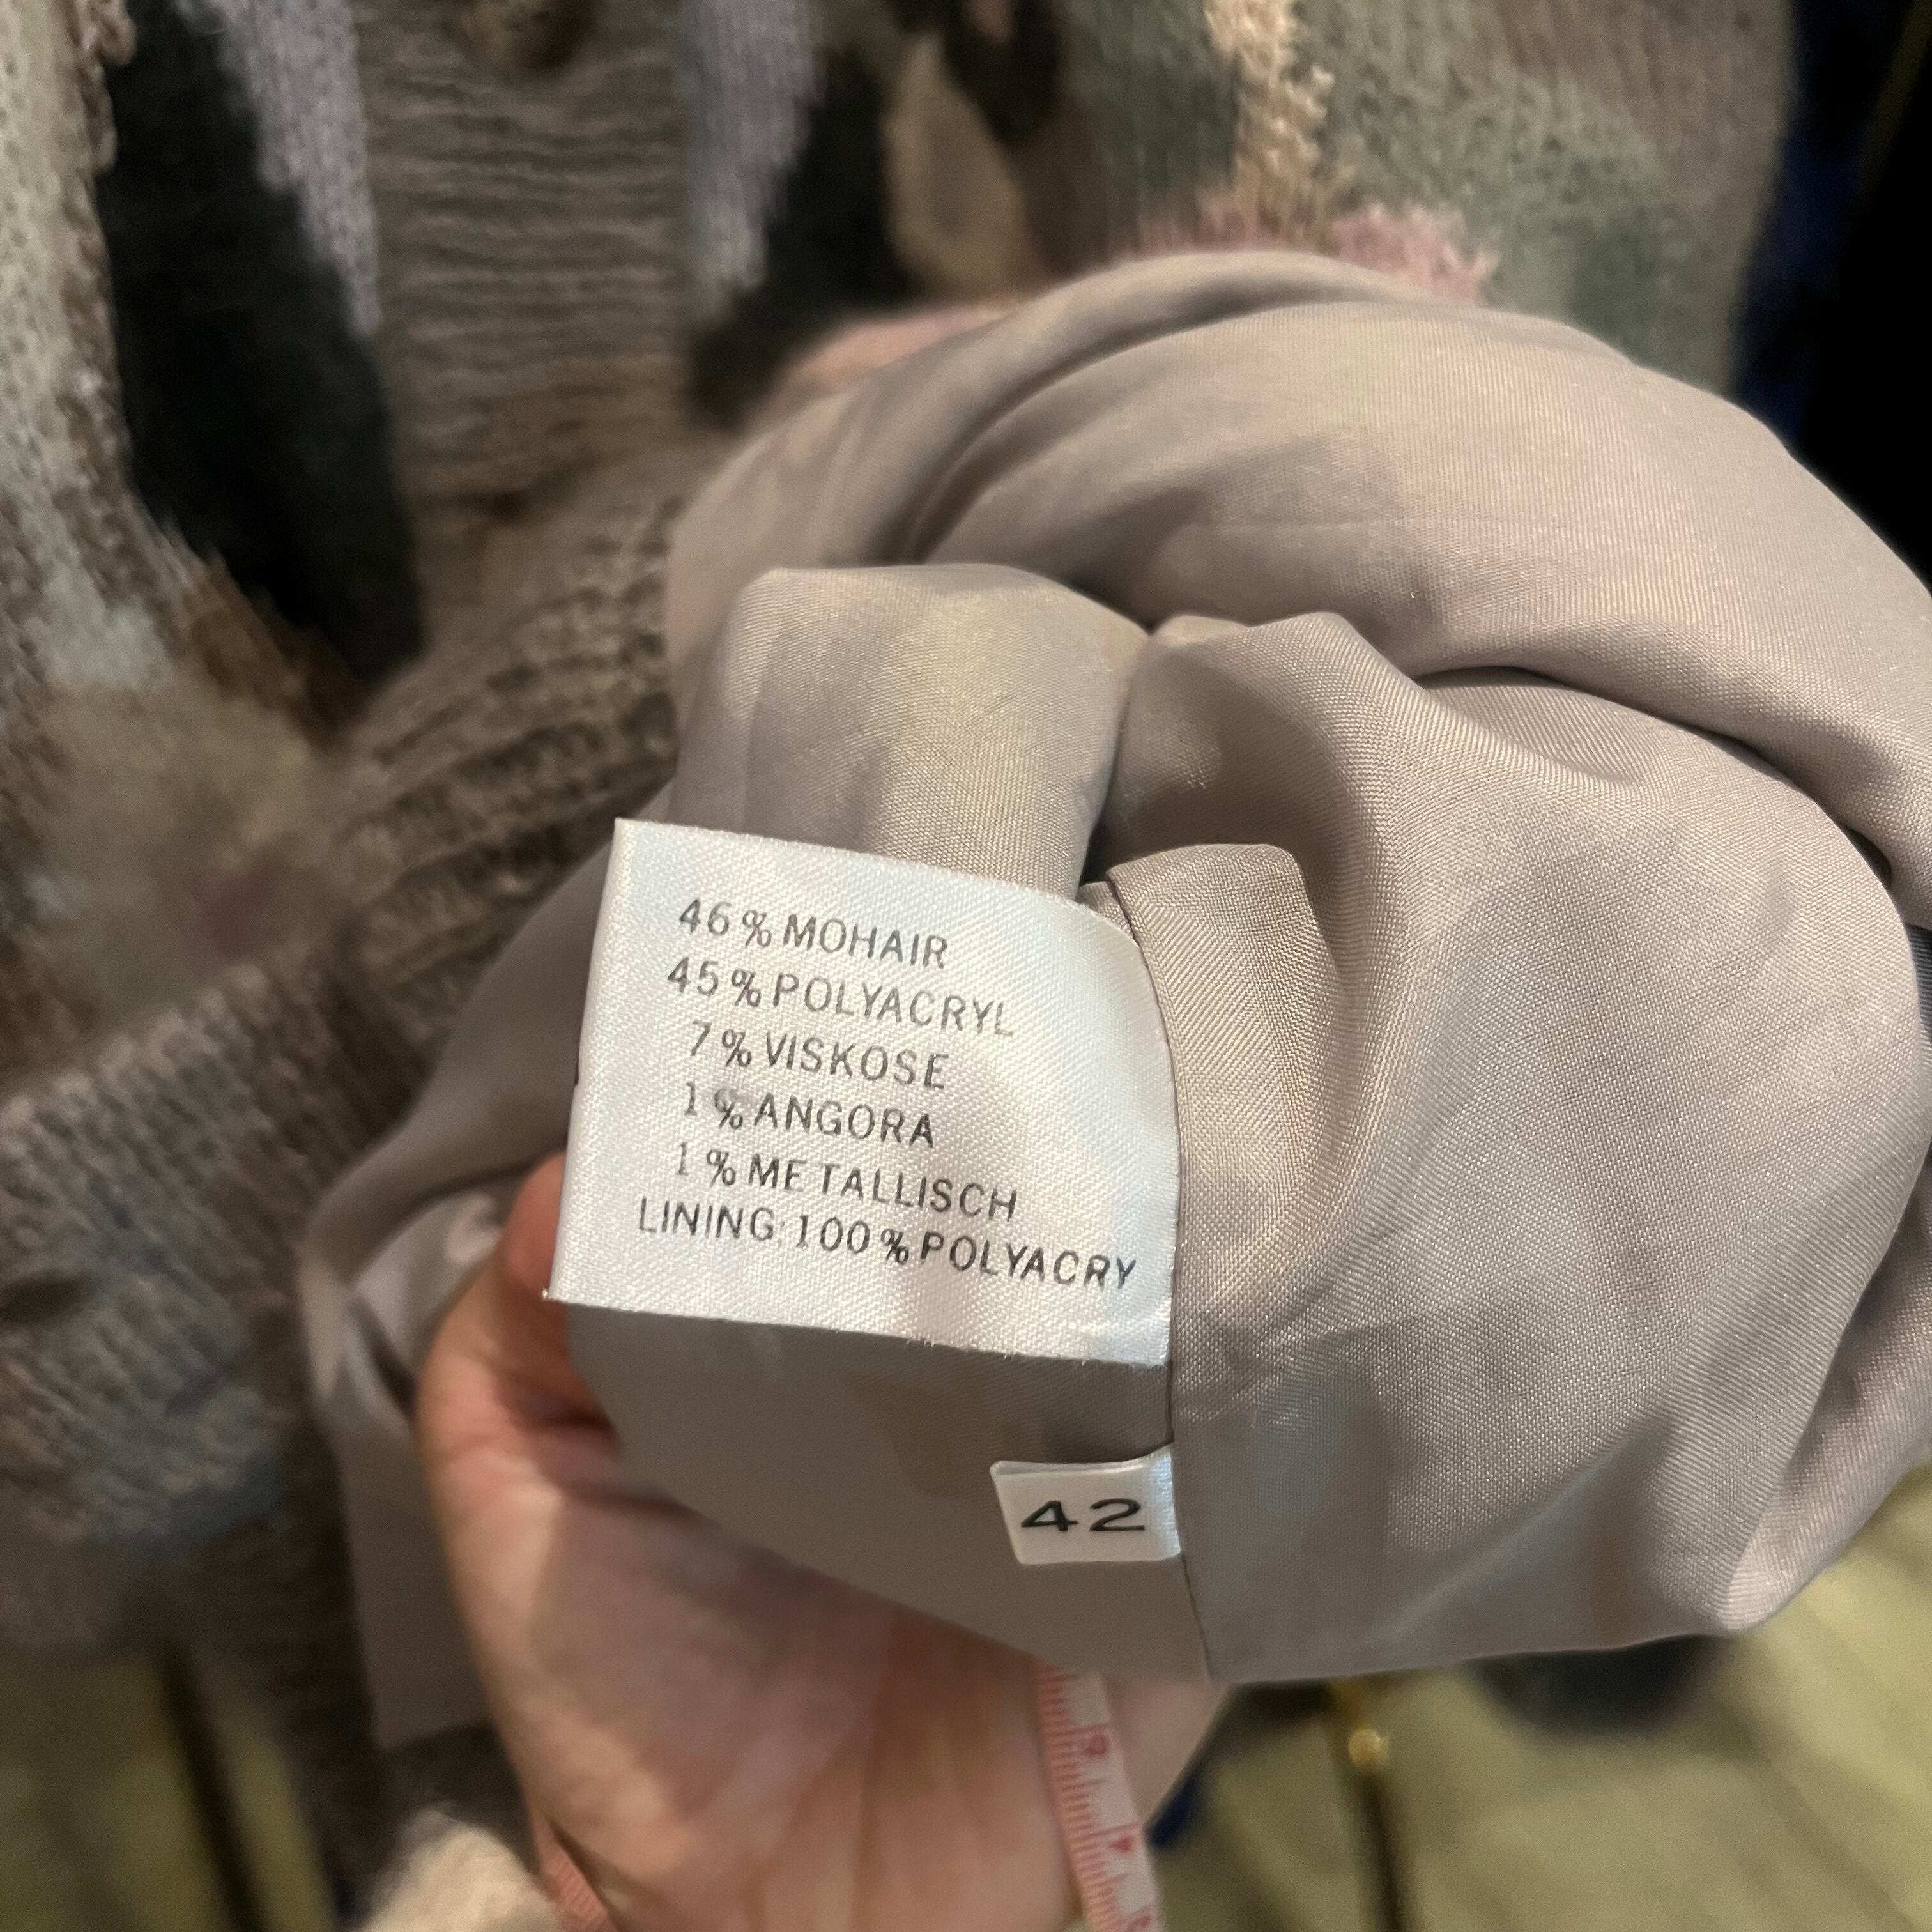 46% MOHAIR
45% POLYACRYL
7% VISKOSE
1% ANGORA
1% METALLISCH
LINING: 100% POLYACRY
42